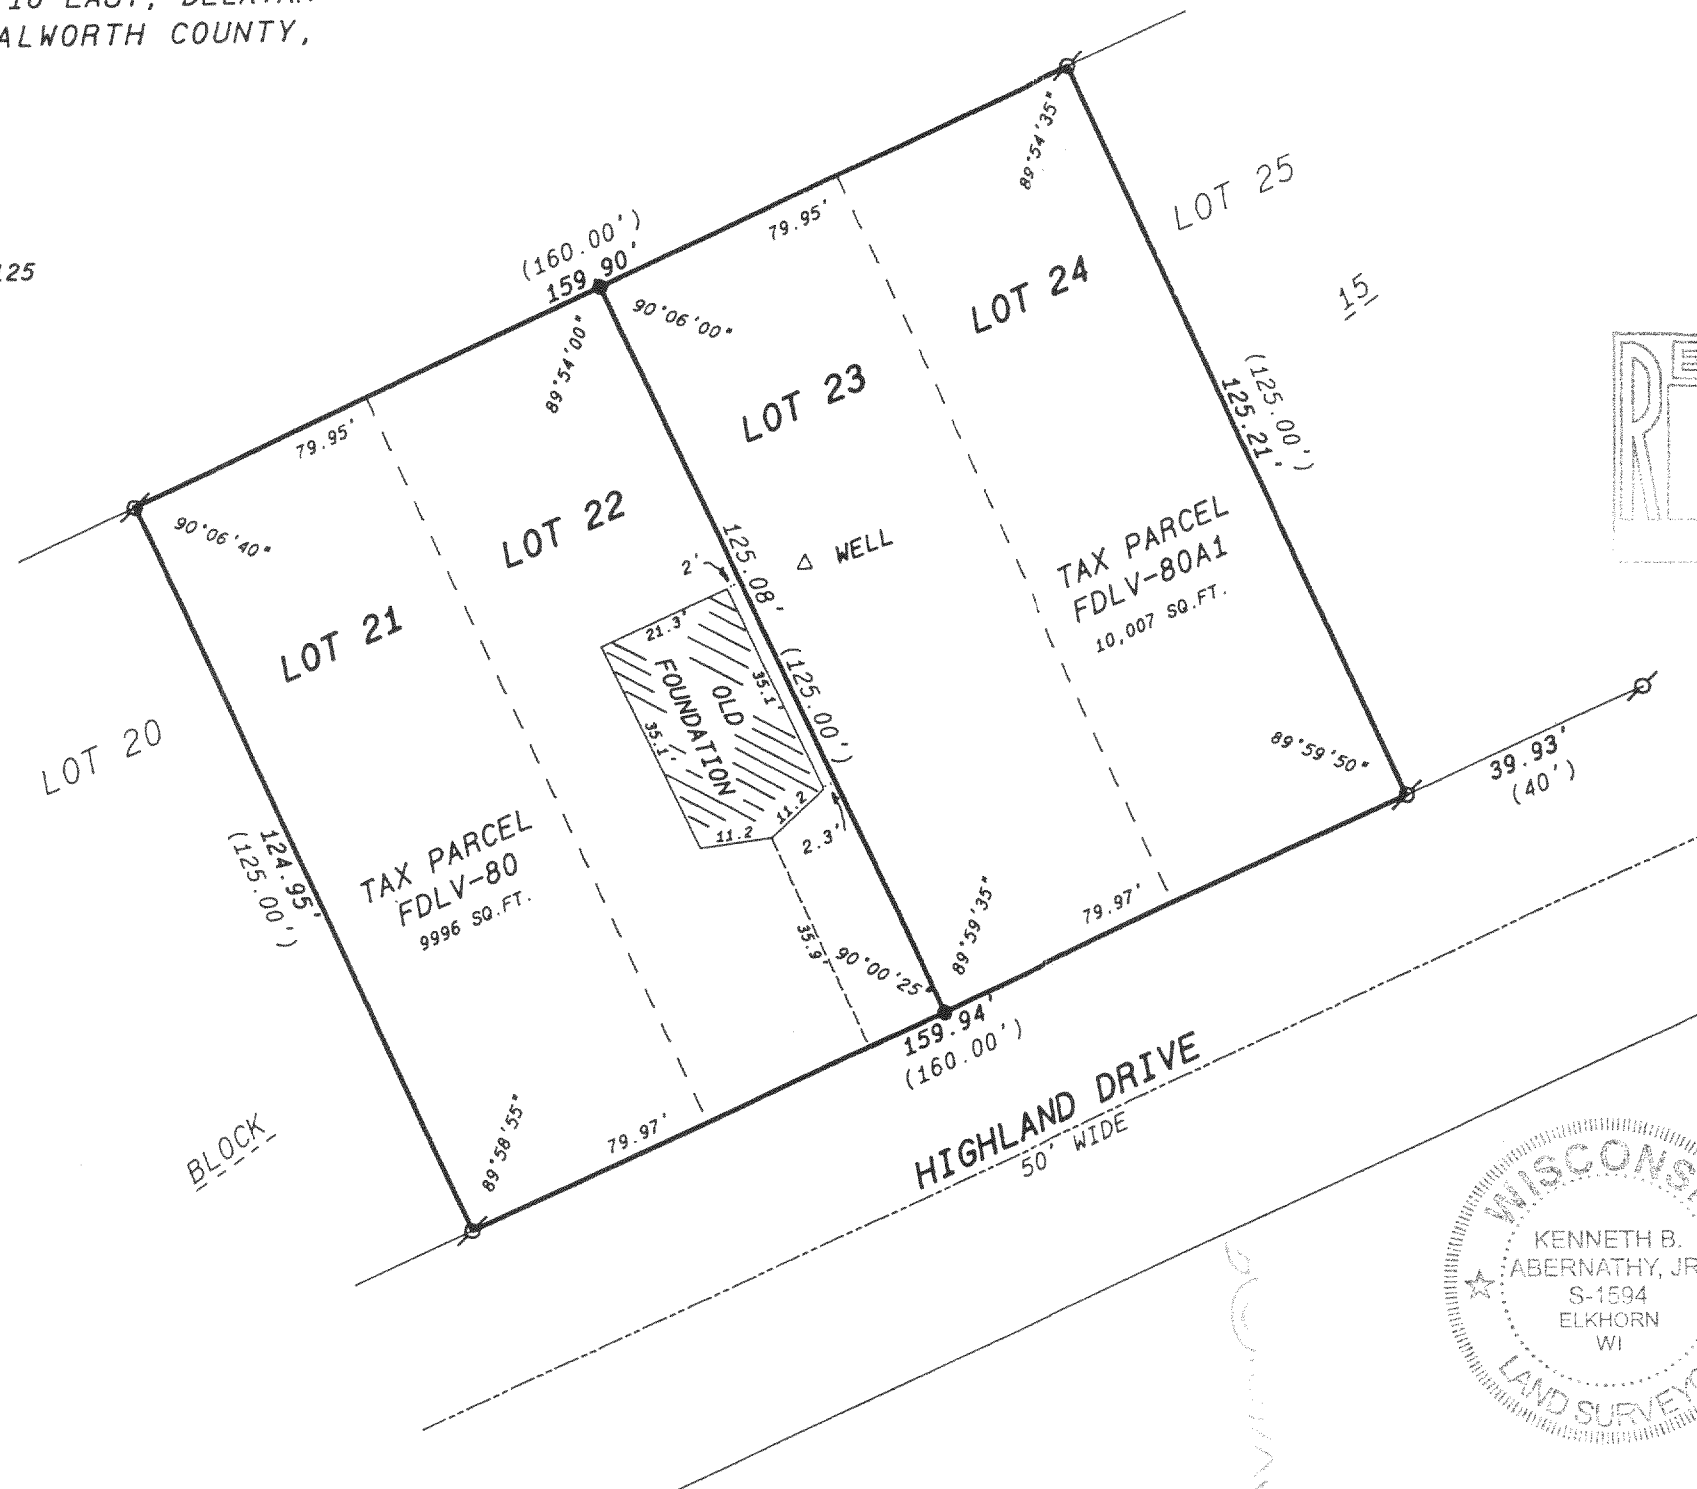 10 EAST,
ALWORTH COUNTY,
125
(160.00')
159.90'
79.95'
79.95'
89°54'35"
LOT 25
15
89°54'00"
90°06'00"
LOT 24
LOT 23
(125.00')
125.21'
90°06'40"
LOT 22
125.08'
(125.00')
2'
WELL
TAX PARCEL
FDLV-80A1
10,007 SQ.FT.
LOT 21
21.3'
35.1'
OLD
FOUNDATION
35.1'
11.2
11.2
2.3'
LOT 20
124.95'
(125.00')
TAX PARCEL
FDLV-80
9996 SQ.FT.
35.9'
90°00'25"
89°59'35"
89°59'50"
39.93'
(40')
79.97'
159.94'
(160.00')
79.97'
89°58'55"
BLOCK
HIGHLAND DRIVE
50' WIDE
WISCONS
KENNETH B.
ABERNATHY, JR
S-1594
ELKHORN
WI
LAND SURVEYO